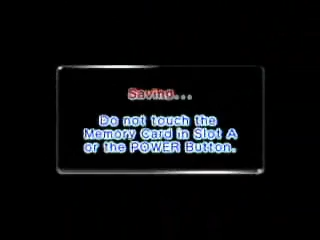 Saving...
Do not touch the
Memory Card in Slot A
or the POWER Button.